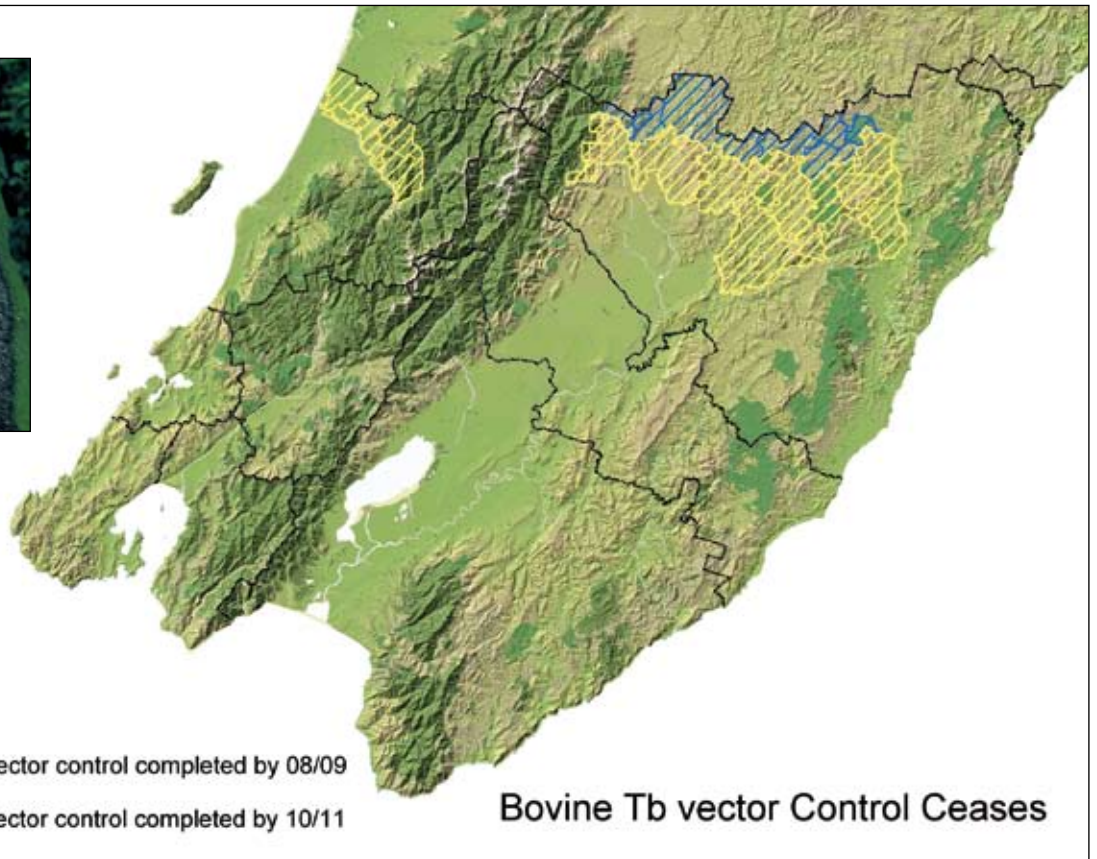 ector control completed by 08/09
ector control completed by 10/11
Bovine Tb vector Control Ceases